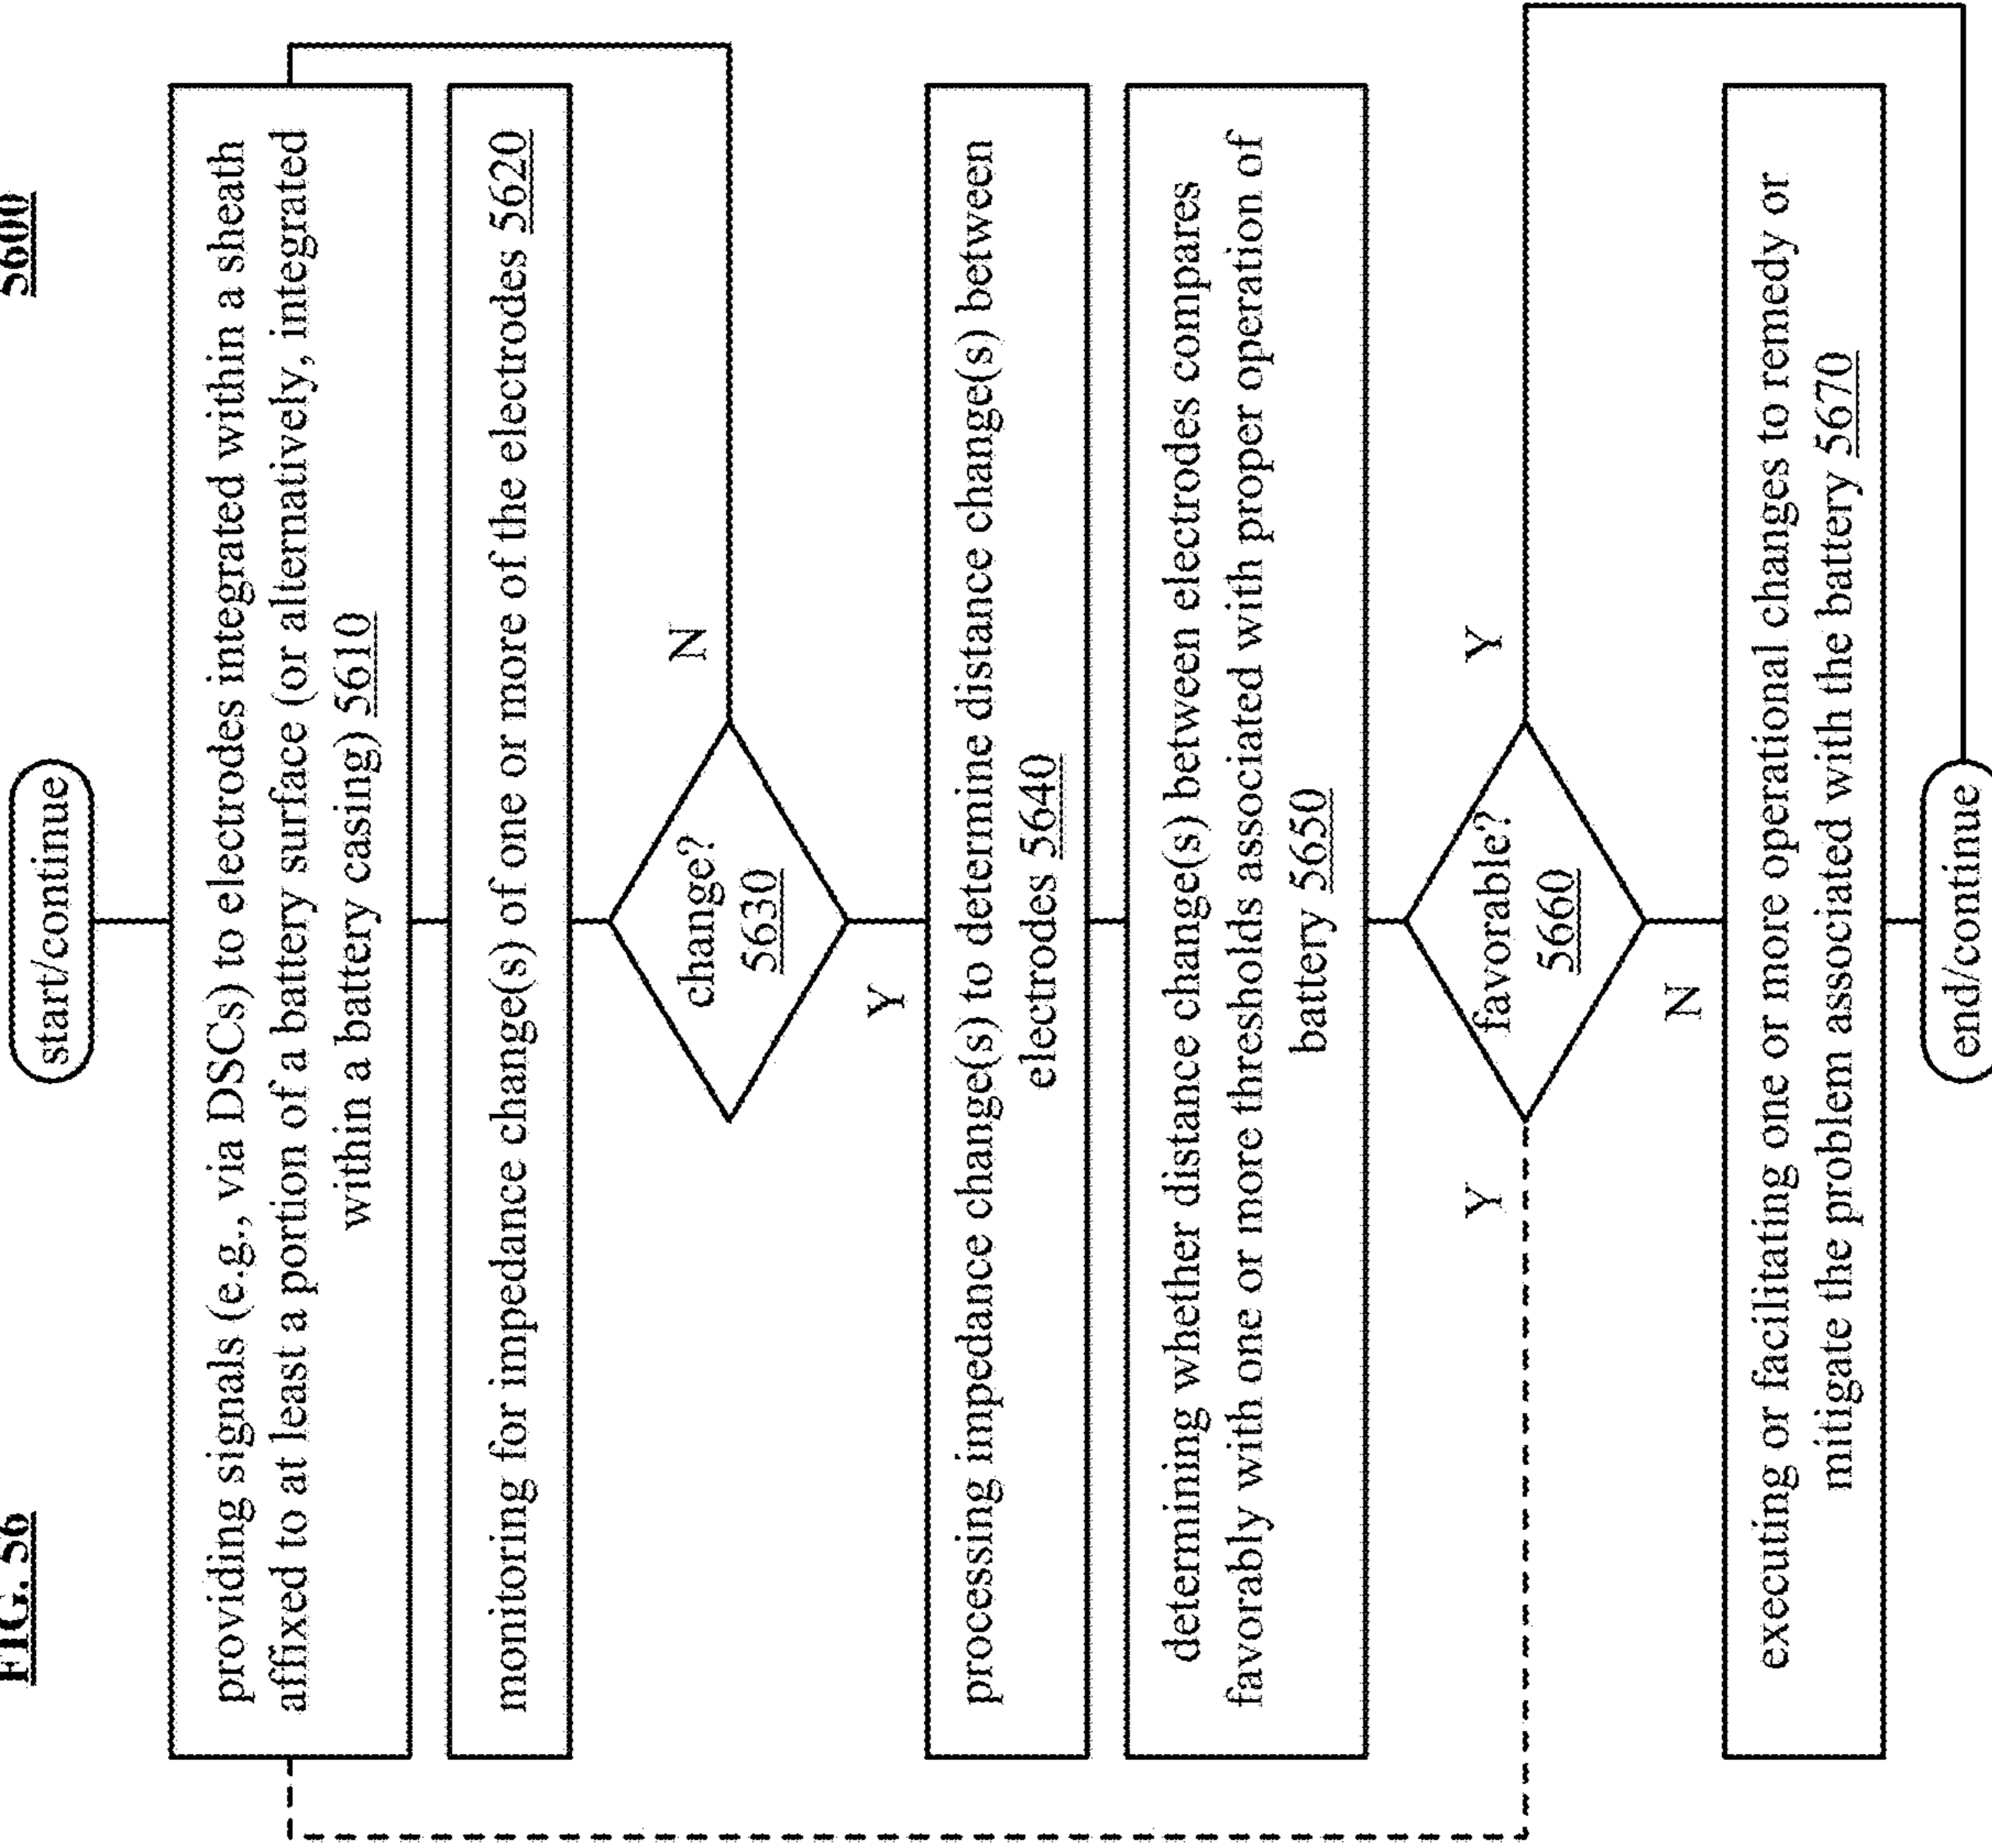 FIG. 56
5600
start/continue
providing signals (e.g., via DSCs) to electrodes integrated within a sheath
affixed to at least a portion of a battery surface (or alternatively, integrated
within a battery casing) 5610
monitoring for impedance change(s) of one or more of the electrodes 5620
change?
5630
N
Y
processing impedance change(s) to determine distance change(s) between
electrodes 5640
determining whether distance change(s) between electrodes compares
favorably with one or more thresholds associated with proper operation of
battery 5650
favorable?
5660
Y
Y
N
executing or facilitating one or more operational changes to remedy or
mitigate the problem associated with the battery 5670
end/continue